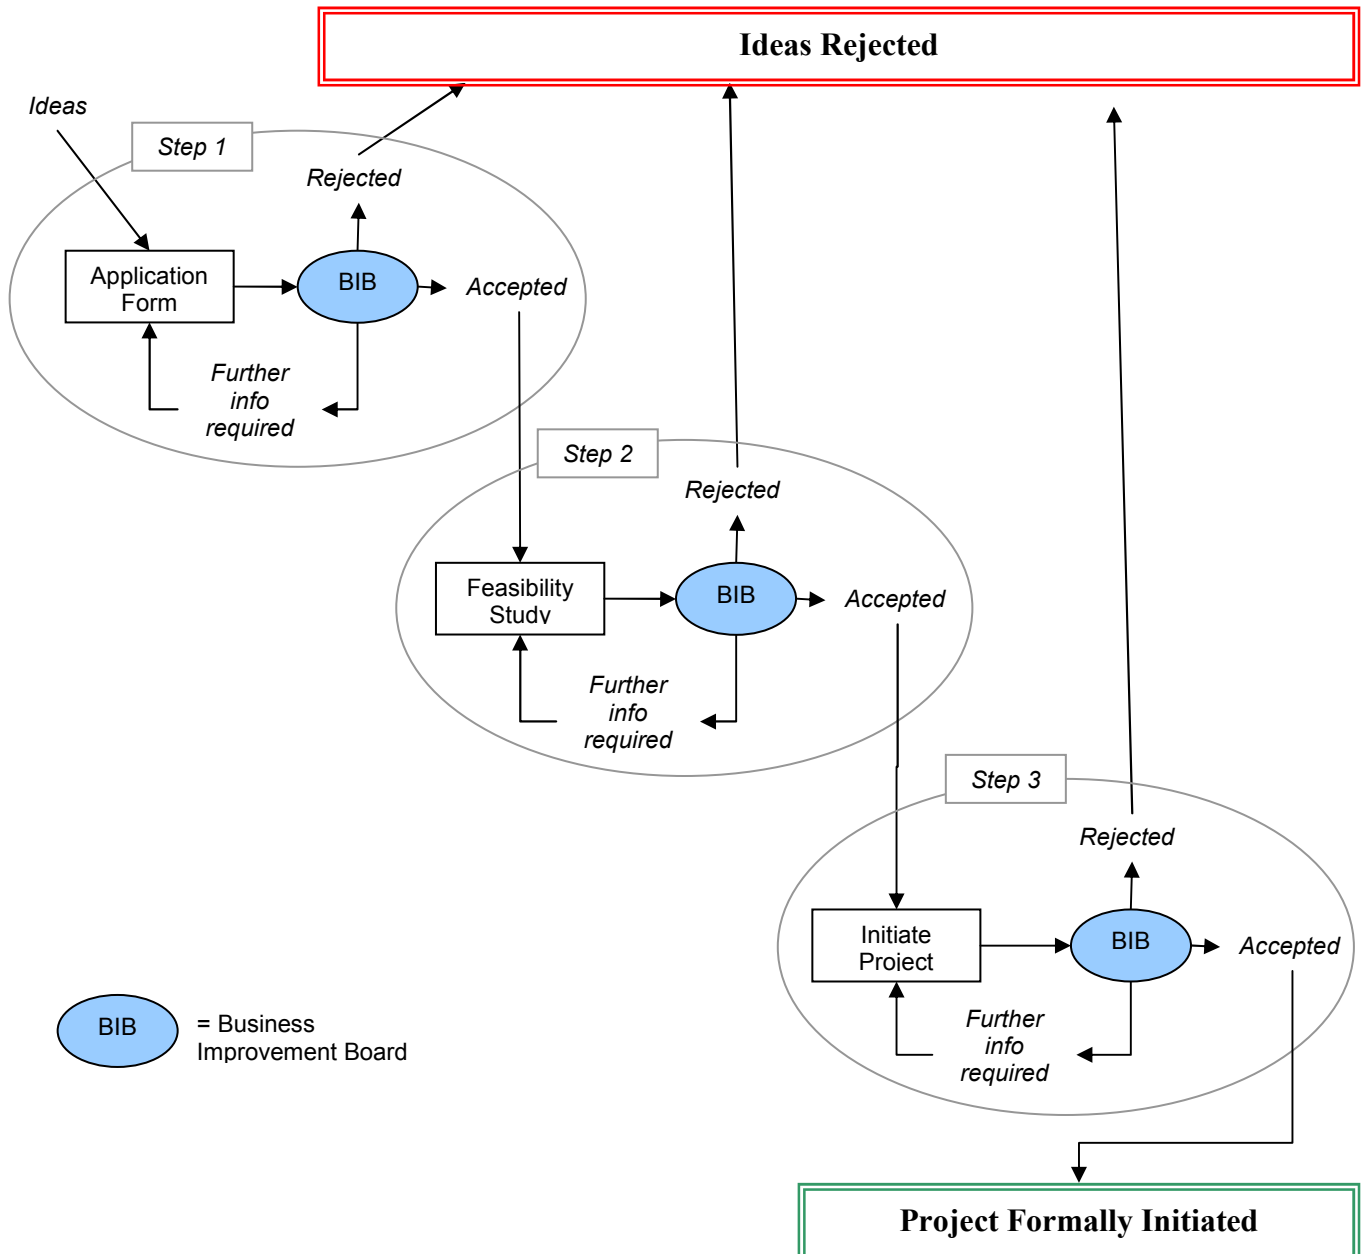 Ideas Rejected
Ideas
Step 1
Rejected
Application
Form
BIB
Accepted
Further
info
required
Step 2
Rejected
Feasibility
Study
BIB
Accepted
Further
info
required
Step 3
Rejected
Initiate
Project
BIB
Accepted
Further
info
required
BIB
= Business
Improvement Board
Project Formally Initiated